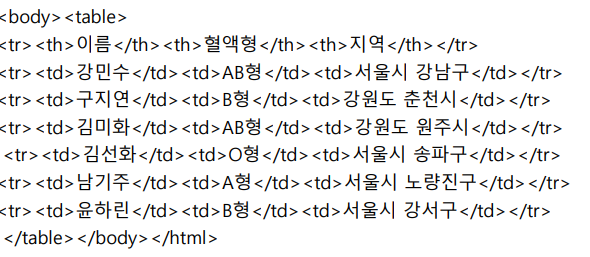 <body><table>
<tr><th>이름</th><th>혈액형</th><th>지역</th></tr>
<tr><td>강민수</td><td>AB형</td><td>서울시 강남구</td></tr>
<tr><td>구지연</td><td>B형</td><td>강원도 춘천시</td></tr>
<tr><td>김미화</td><td>AB형</td><td>강원도 원주시</td></tr>
<tr><td>김선화</td><td>O형</td><td>서울시 송파구</td></tr>
<tr><td>남기주</td><td>A형</td><td>서울시 노량진구</td></tr>
<tr><td>윤하린</td><td>B형</td><td>서울시 강서구</td></tr>
</table></body></html>